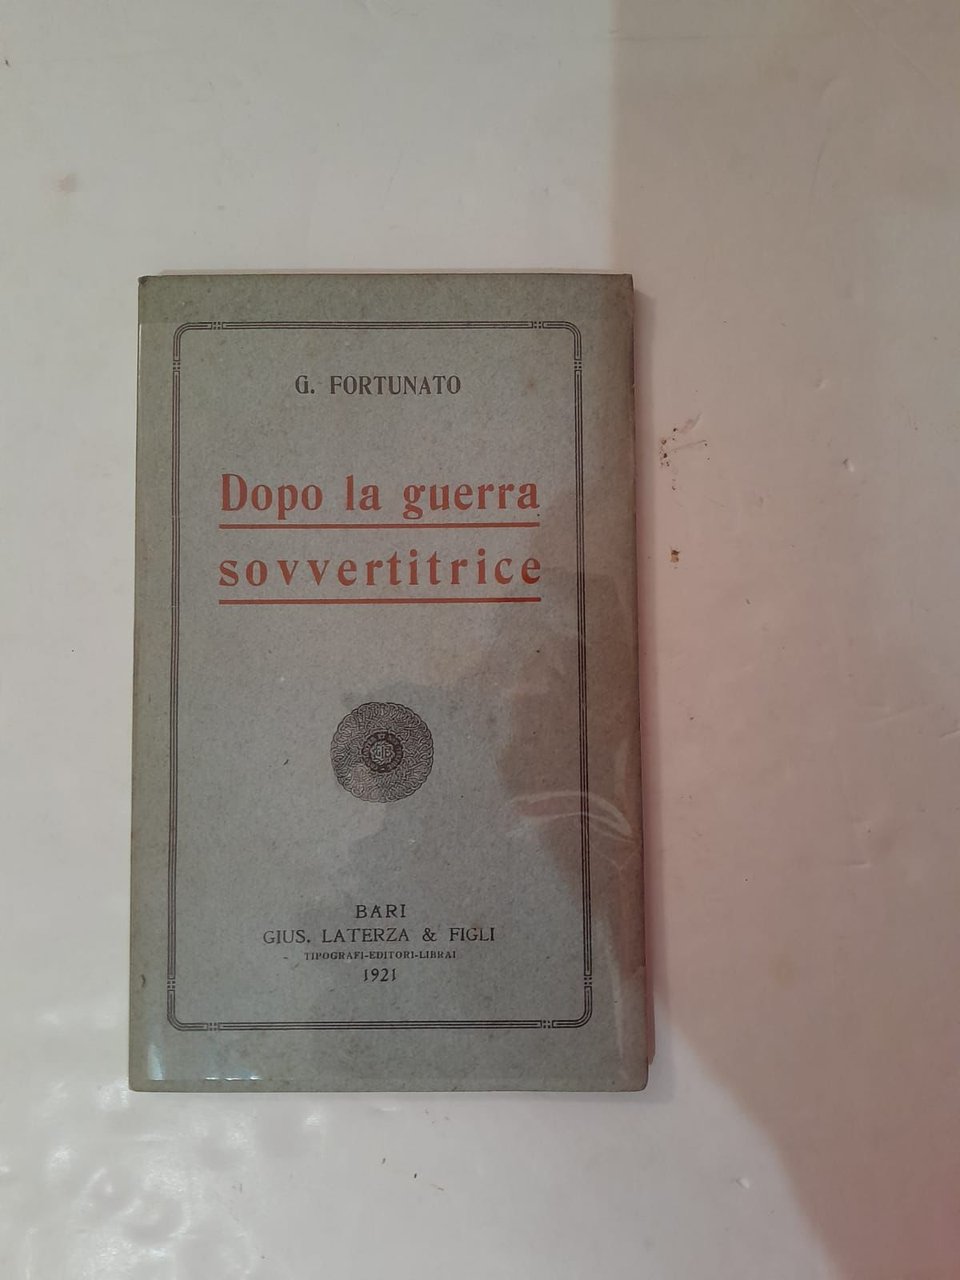 G. FORTUNATO
Dopo la guerra
sovvertitrice
BARI
GIUS. LATERZA & FIGLI
TIPOGRAFI-EDITORI-LIBRAI
1921